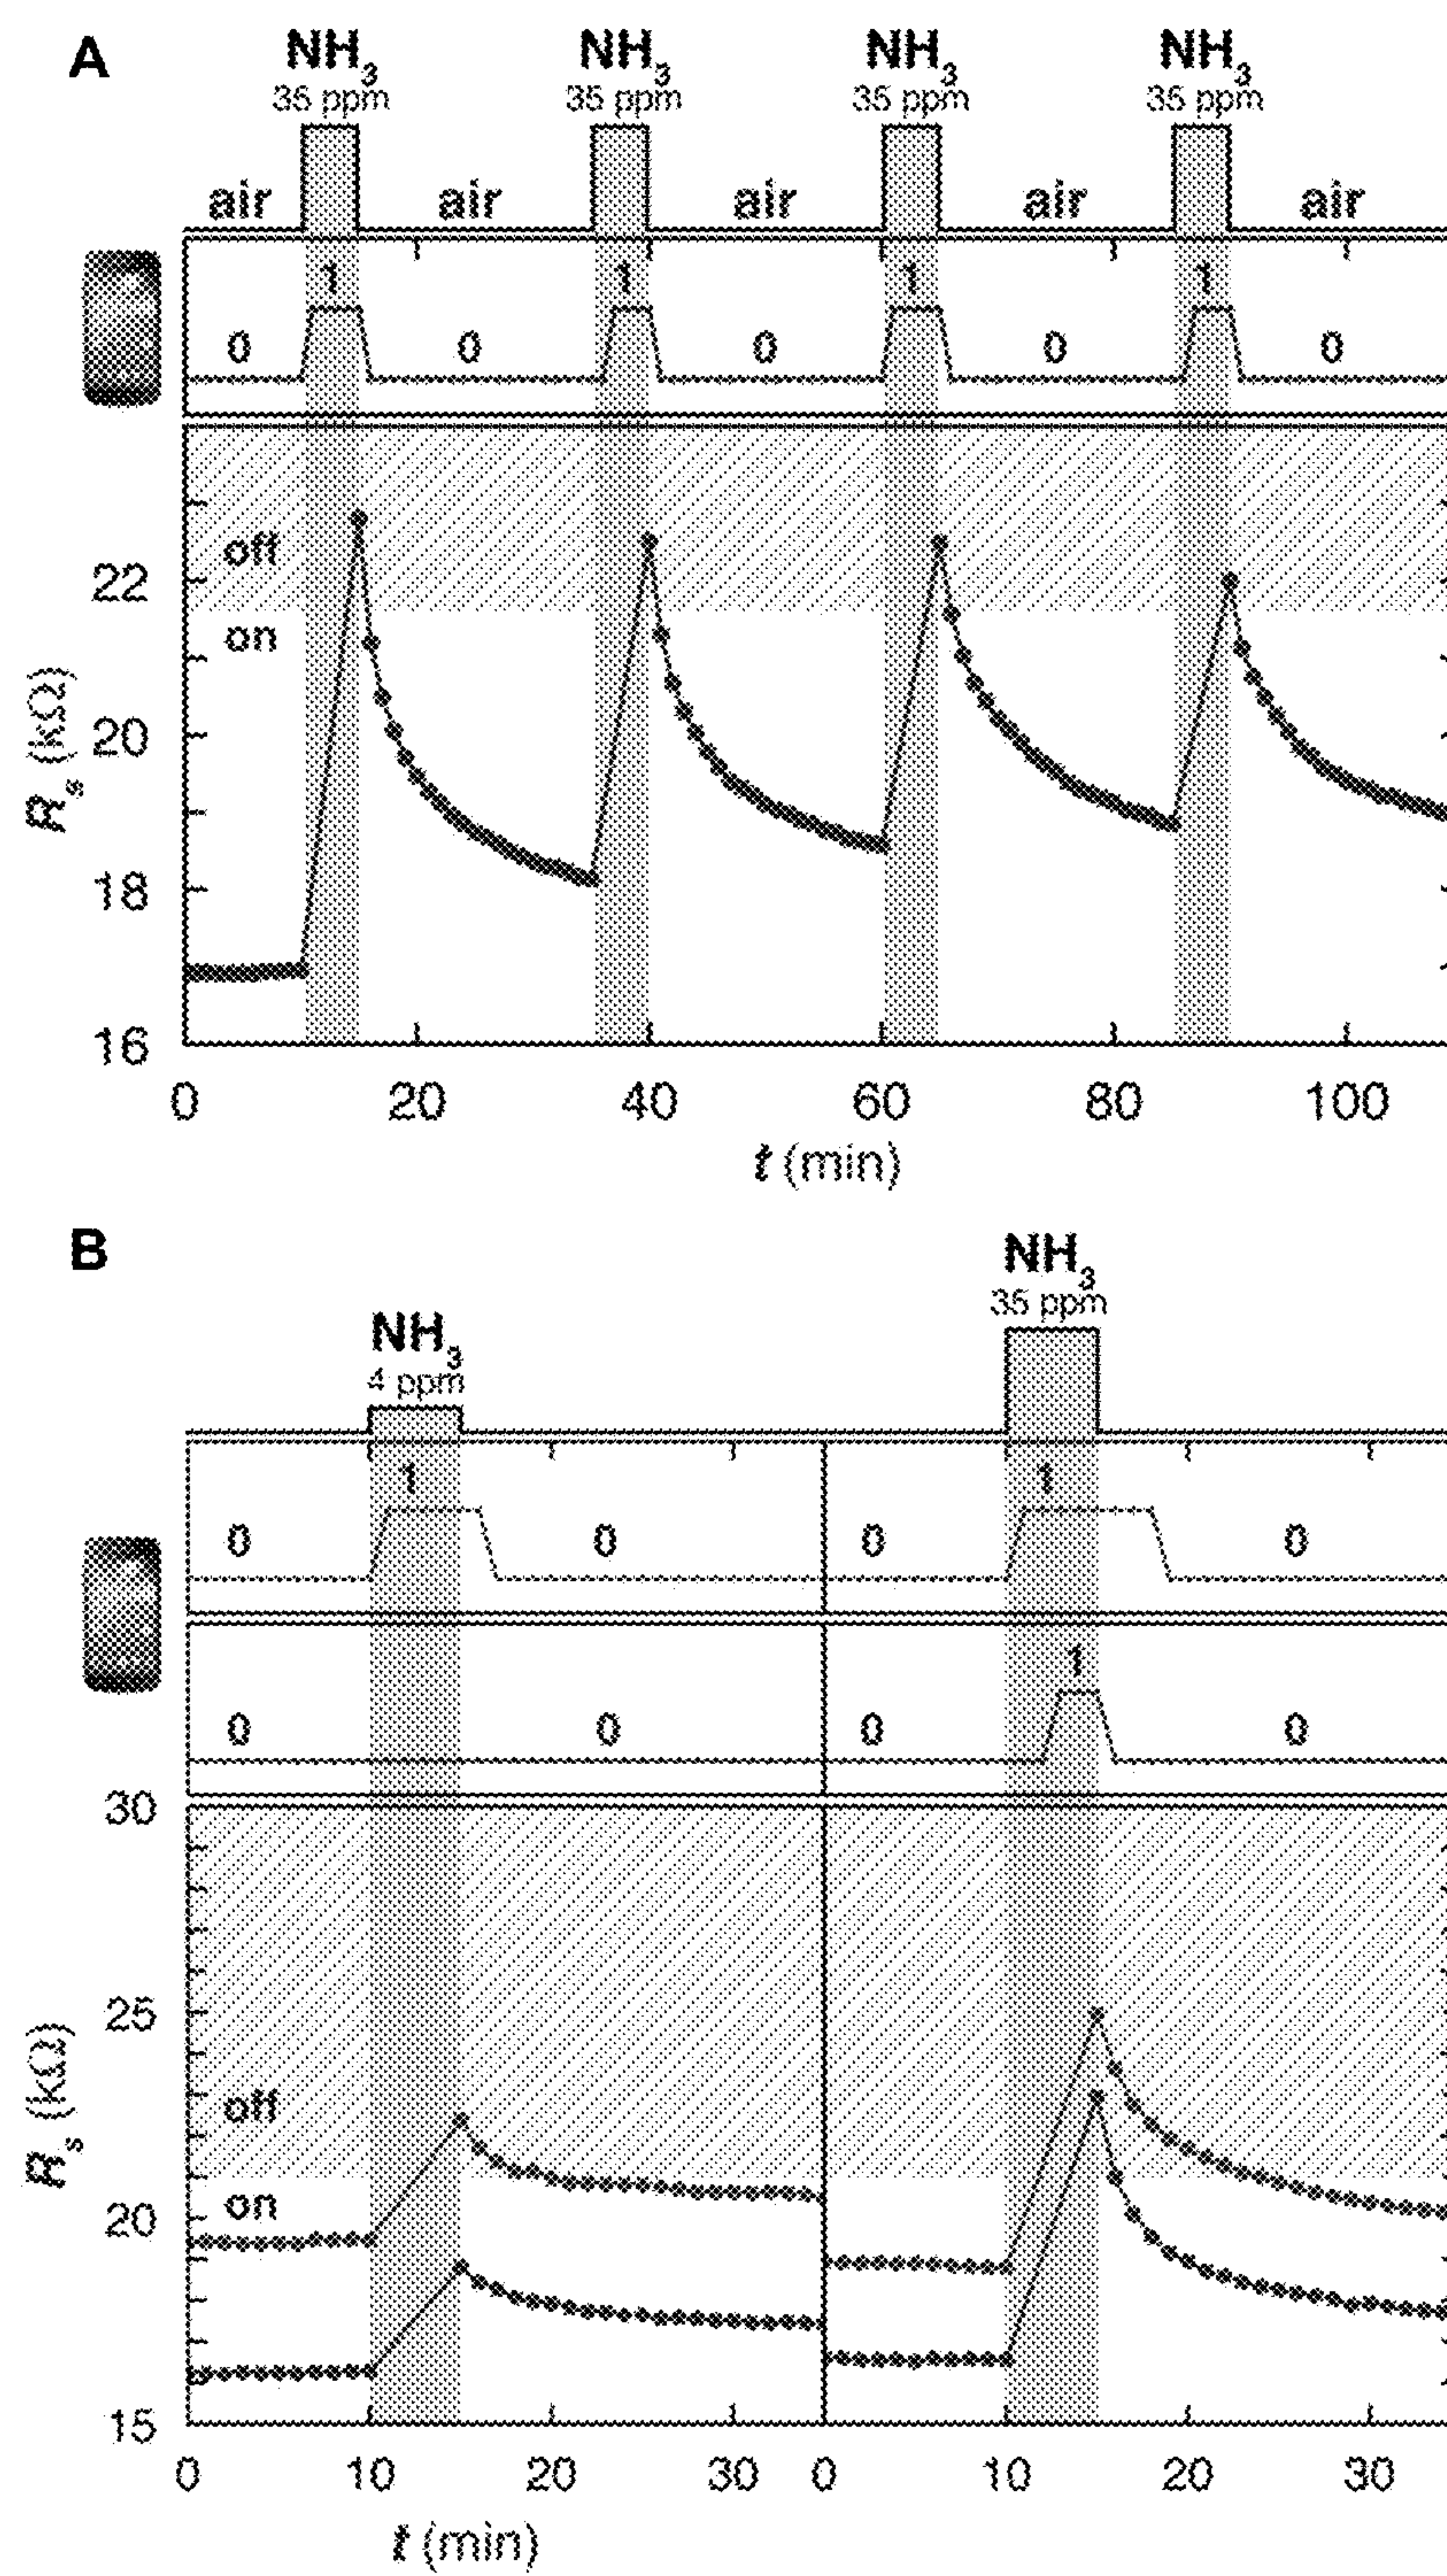 A
NH3 NH3 NH3 NH3
35 ppm 35 ppm 35 ppm 35 ppm
air air air air air
1 1 1 1
0 0 0 0 0
off
22
on
20
Rs (kΩ)
18
16
0 20 40 60 80 100
t (min)
B
NH3
35 ppm
NH3
4 ppm
1 1
0 0 0 0
1
0 0 0 0
30
25
Rs (kΩ)
off
on
20
15
0 10 20 30 0 10 20 30
t (min)